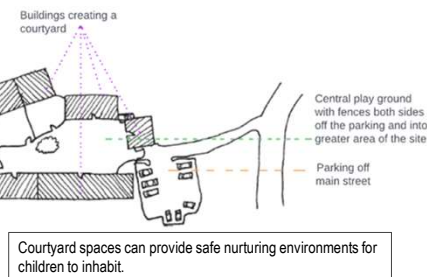 Buildings creating a
courtyard
Central play ground
with fences both sides
off the parking and into
greater area of the site
Parking off
main street
Courtyard spaces can provide safe nurturing environments for
children to inhabit.